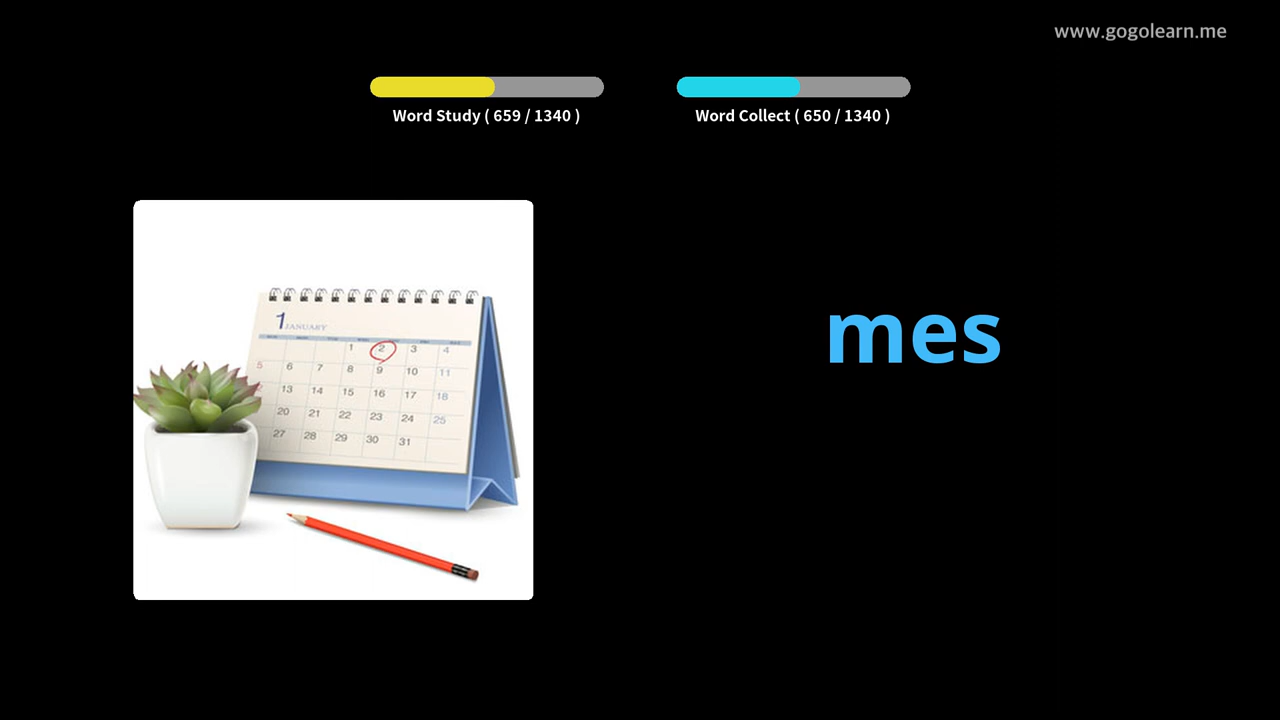 www.gogolearn.me
Word Study ( 659 / 1340 )
Word Collect ( 650 / 1340 )
mes
1 JANUARY
1 2 3 4
5 6 7 8 9 10 11
13 14 15 16 17 18
20 21 22 23 24 25
27 28 29 30 31